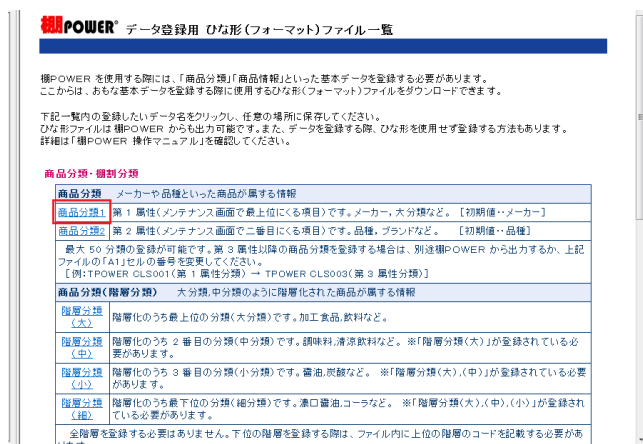 棚POWER® データ登録用 ひな形(フォーマット)ファイル一覧
棚POWER を使用する際には、「商品分類」「商品情報」といった基本データを登録する必要があります。
ここからは、おもな基本データを登録する際に使用するひな形(フォーマット)ファイルをダウンロードできます。
下記一覧内の登録したいデータ名をクリックし、任意の場所に保存してください。
ひな形ファイルは棚POWER からも出力可能です。また、データを登録する際、ひな形を使用せず登録する方法もあります。
詳細は「棚POWER 操作マニュアル」を確認してください。
商品分類・棚割分類
商品分類 メーカーや品種といった商品が属する情報
商品分類1 第 1 属性(メンテナンス画面で最上位にくる項目)です。メーカー,大分類など。 [初期値‥メーカー]
商品分類2 第 2 属性(メンテナンス画面で二番目にくる項目)です。品種,ブランドなど。 [初期値‥品種]
最大 50 分類の登録が可能です。第 3 属性以降の商品分類を登録する場合は、別途棚POWER から出力するか、上記
ファイルの「A1」セルの番号を変更してください。
[例:TPOWER CLS001(第 1 属性分類) → TPOWER CLS003(第 3 属性分類)]
商品分類(階層分類) 大分類,中分類のように階層化された商品が属する情報
階層分類
(大)
階層化のうち最上位の分類(大分類)です。加工食品,飲料など。
階層分類
(中)
階層化のうち 2 番目の分類(中分類)です。調味料,清涼飲料など。 ※「階層分類(大)」が登録されている必
要があります。
階層分類
(小)
階層化のうち 3 番目の分類(小分類)です。醤油,炭酸など。 ※「階層分類(大),(中)」が登録されている必要
があります。
階層分類
(細)
階層化のうち最下位の分類(細分類)です。濃口醤油,コーラなど。 ※「階層分類(大),(中),(小)」が登録され
ている必要があります。
全階層を登録する必要はありません。下位の階層を登録する際は、ファイル内に上位の階層のコードを記載する必要があ